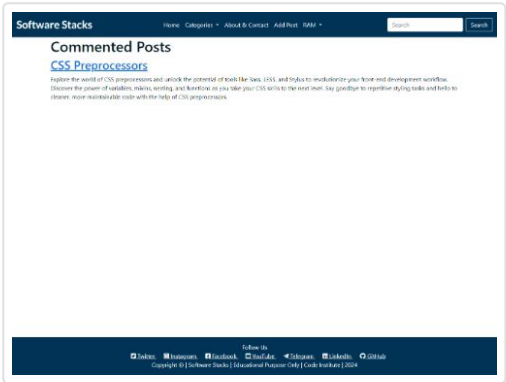 Software Stacks Home Categories About & Contact Add Post RAM Search Search
Commented Posts
CSS Preprocessors
Explore the world of CSS preprocessors and unlock the potential of tools like Sass, LESS, and Stylus to revolutionize your front-end development workflow.
Discover the power of variables, mixins, nesting, and functions as you take your CSS skills to the next level. Say goodbye to repetitive styling tasks and hello to
cleaner, more maintainable code with the help of CSS preprocessors.
Follow Us
Twitter Instagram Facebook YouTube Telegram LinkedIn GitHub
Copyright © | Software Stacks | Educational Purpose Only | Code Institute | 2024